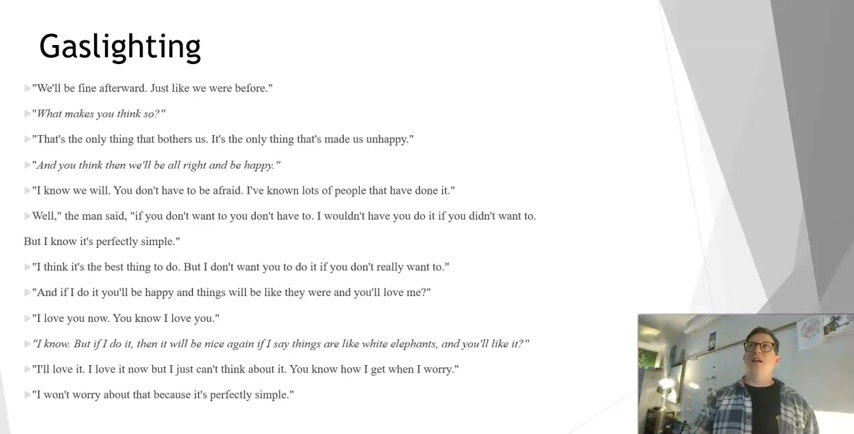 Gaslighting
"We'll be fine afterward. Just like we were before."
"What makes you think so?"
"That's the only thing that bothers us. It's the only thing that's made us unhappy."
"And you think then we'll be all right and be happy."
"I know we will. You don't have to be afraid. I've known lots of people that have done it."
Well," the man said, "if you don't want to you don't have to. I wouldn't have you do it if you didn't want to.
But I know it's perfectly simple."
"I think it's the best thing to do. But I don't want you to do it if you don't really want to."
"And if I do it you'll be happy and things will be like they were and you'll love me?"
"I love you now. You know I love you."
"I know. But if I do it, then it will be nice again if I say things are like white elephants, and you'll like it?"
"I'll love it. I love it now but I just can't think about it. You know how I get when I worry."
"I won't worry about that because it's perfectly simple."